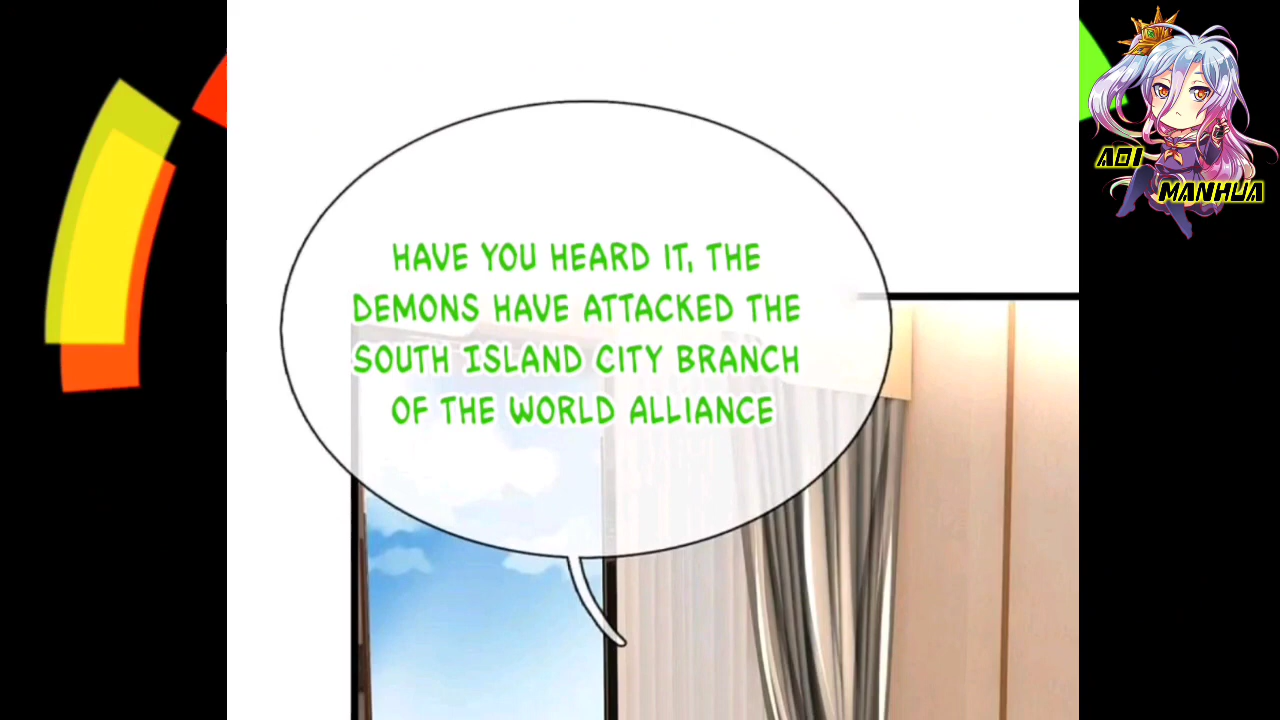 HAVE YOU HEARD IT, THE
DEMONS HAVE ATTACKED THE
SOUTH ISLAND CITY BRANCH
OF THE WORLD ALLIANCE
AOI
MANHUA